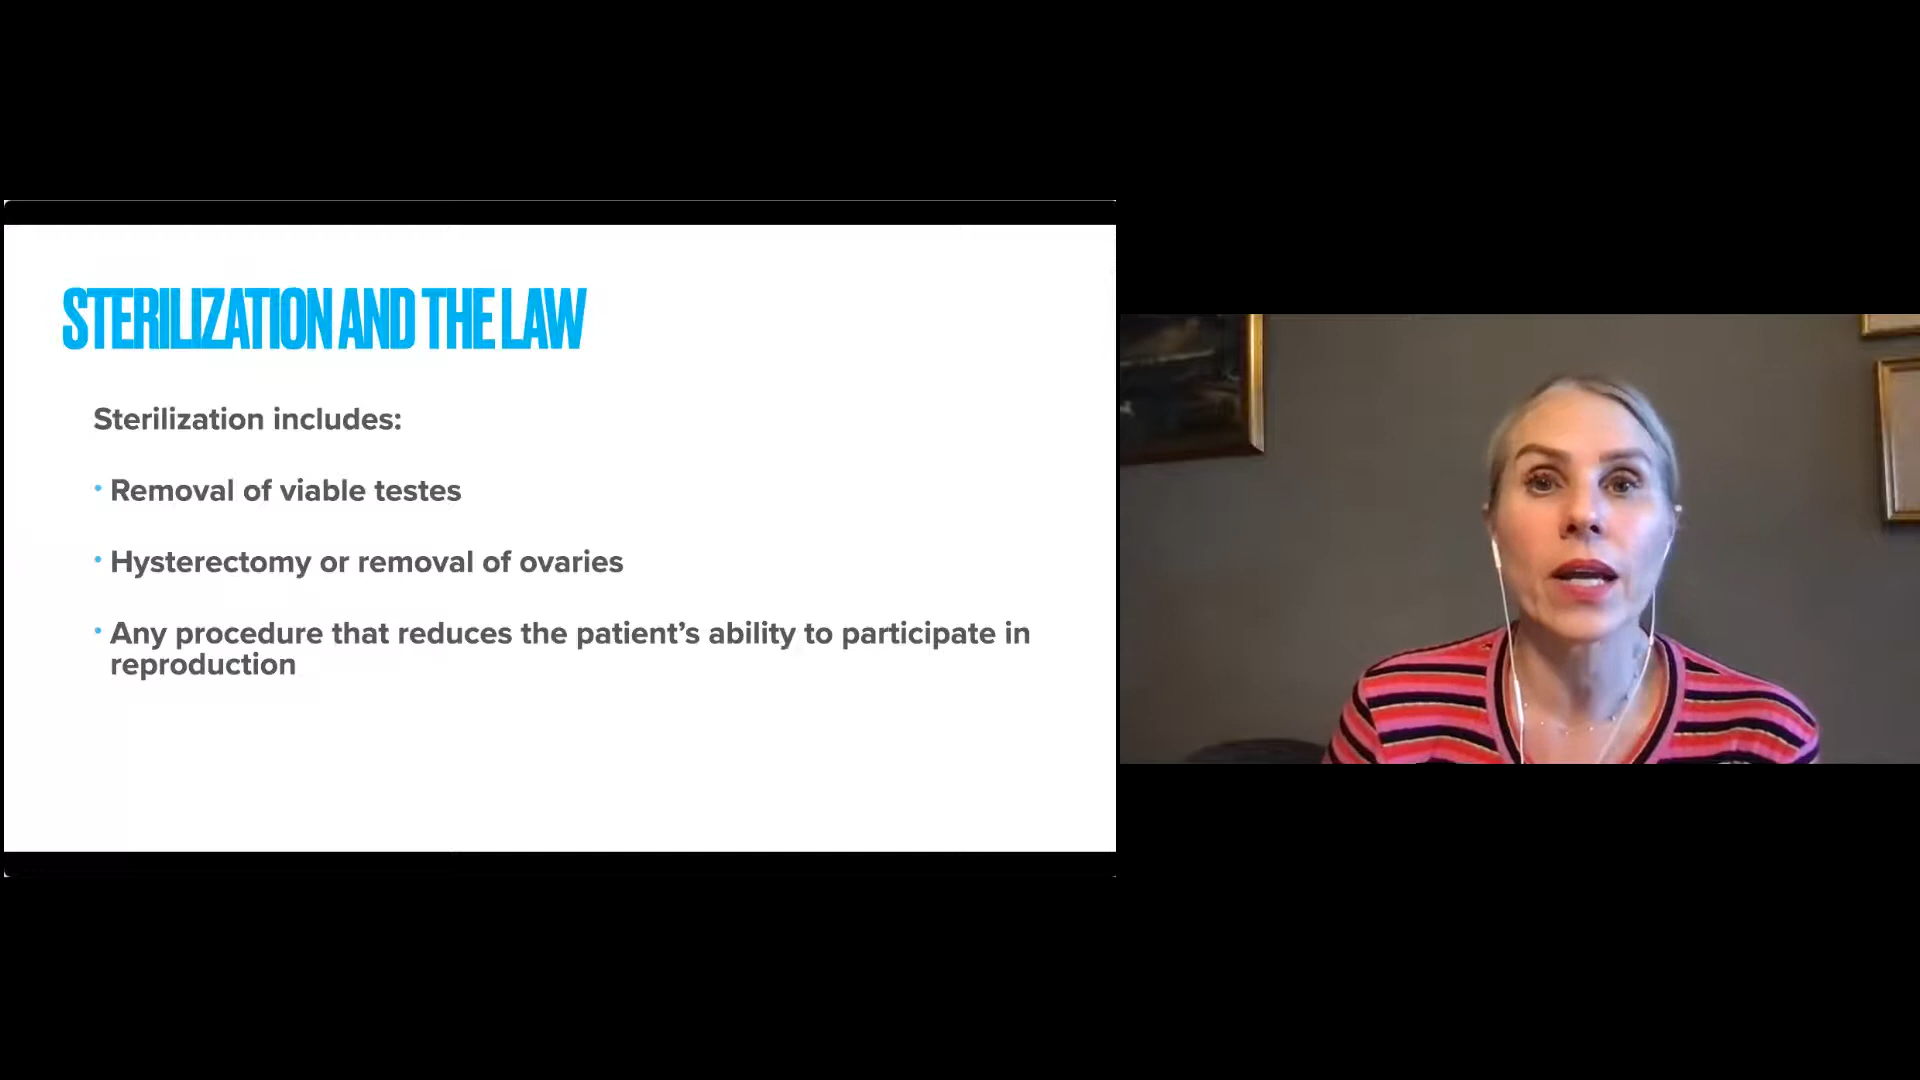 STERILIZATION AND THE LAW
Sterilization includes:
• Removal of viable testes
• Hysterectomy or removal of ovaries
• Any procedure that reduces the patient’s ability to participate in
reproduction